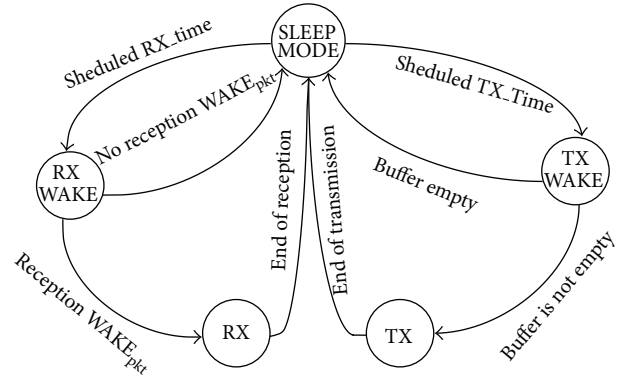 SLEEP
MODE
Sheduled RX_time
Sheduled TX_Time
No reception WAKE_pkt
Buffer empty
RX
WAKE
TX
WAKE
End of reception
End of transmission
Reception WAKE_pkt
Buffer is not empty
RX
TX